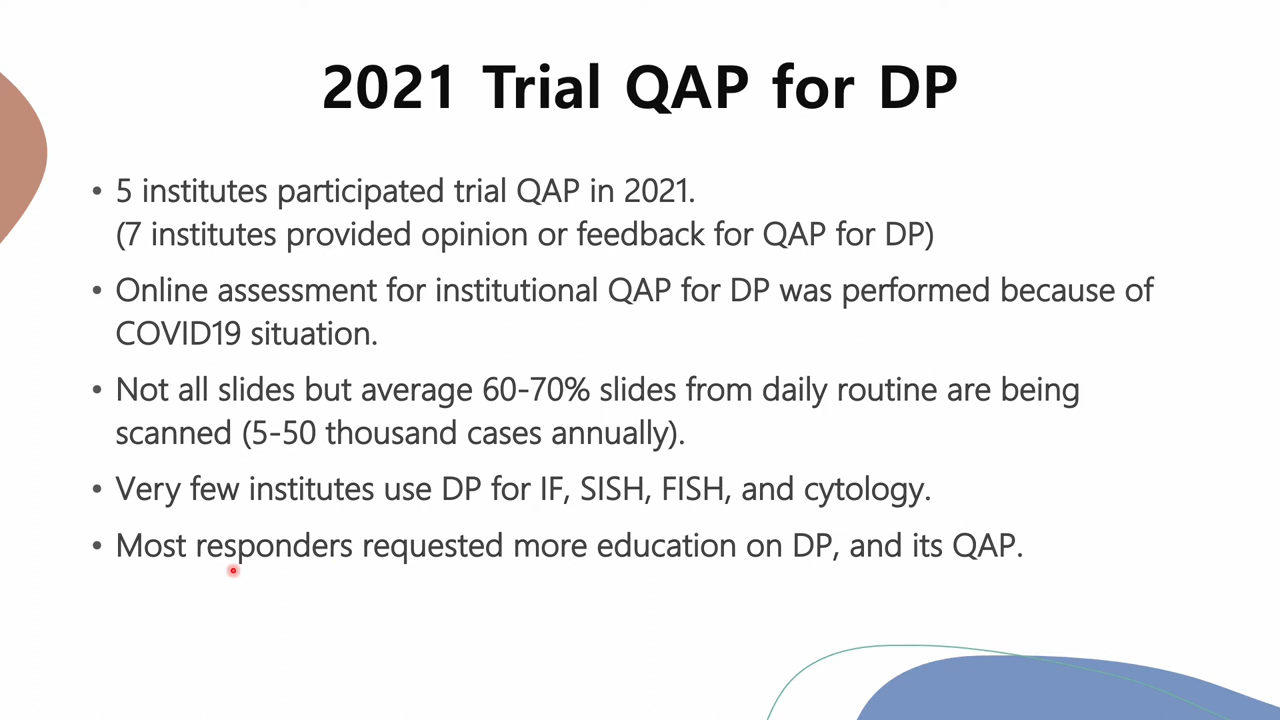 2021 Trial QAP for DP
• 5 institutes participated trial QAP in 2021.
(7 institutes provided opinion or feedback for QAP for DP)
• Online assessment for institutional QAP for DP was performed because of
COVID19 situation.
• Not all slides but average 60-70% slides from daily routine are being
scanned (5-50 thousand cases annually).
• Very few institutes use DP for IF, SISH, FISH, and cytology.
• Most responders requested more education on DP, and its QAP.